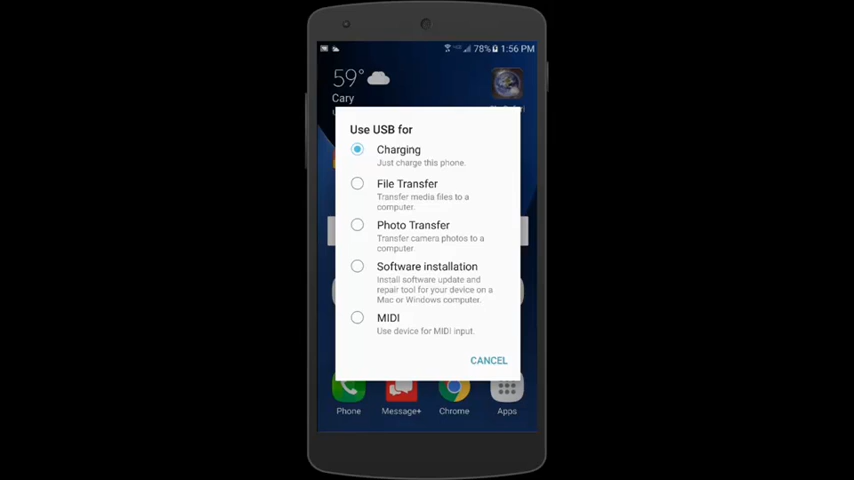 78% 1:56 PM
59°
Cary
Use USB for
Charging
Just charge this phone.
File Transfer
Transfer media files to a
computer.
Photo Transfer
Transfer camera photos to a
computer.
Software installation
Install software update and
repair tool for your device on a
Mac or Windows computer.
MIDI
Use device for MIDI input.
CANCEL
Phone Message+ Chrome Apps